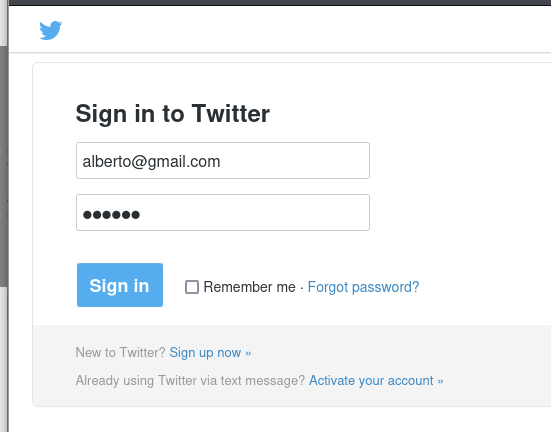 Sign in to Twitter
alberto@gmail.com
●●●●●●
Sign in Remember me · Forgot password?
New to Twitter? Sign up now »
Already using Twitter via text message? Activate your account »